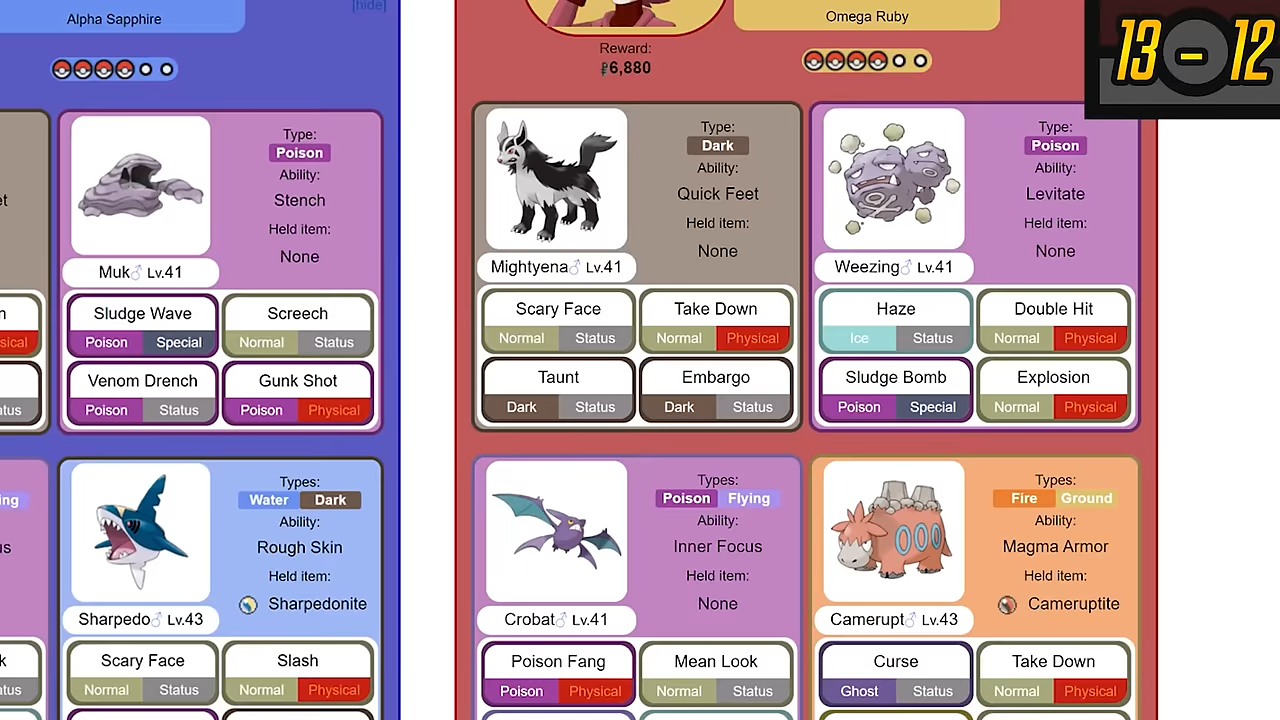 Alpha Sapphire
[hide]
Omega Ruby
Reward:
₽6,880
13 - 12
Type:
Poison
Ability:
Stench
Held item:
None
Muk♂ Lv.41
Sludge Wave
Poison Special
Screech
Normal Status
Venom Drench
Poison Status
Gunk Shot
Poison Physical
Types:
Water Dark
Ability:
Rough Skin
Held item:
Sharpedonite
Sharpedo♂ Lv.43
Scary Face
Normal Status
Slash
Normal Physical
Type:
Dark
Ability:
Quick Feet
Held item:
None
Mightyena♂ Lv.41
Scary Face
Normal Status
Take Down
Normal Physical
Taunt
Dark Status
Embargo
Dark Status
Type:
Poison
Ability:
Levitate
Held item:
None
Weezing♂ Lv.41
Haze
Ice Status
Double Hit
Normal Physical
Sludge Bomb
Poison Special
Explosion
Normal Physical
Types:
Poison Flying
Ability:
Inner Focus
Held item:
None
Crobat♂ Lv.41
Poison Fang
Poison Physical
Mean Look
Normal Status
Types:
Fire Ground
Ability:
Magma Armor
Held item:
Cameruptite
Camerupt♂ Lv.43
Curse
Ghost Status
Take Down
Normal Physical